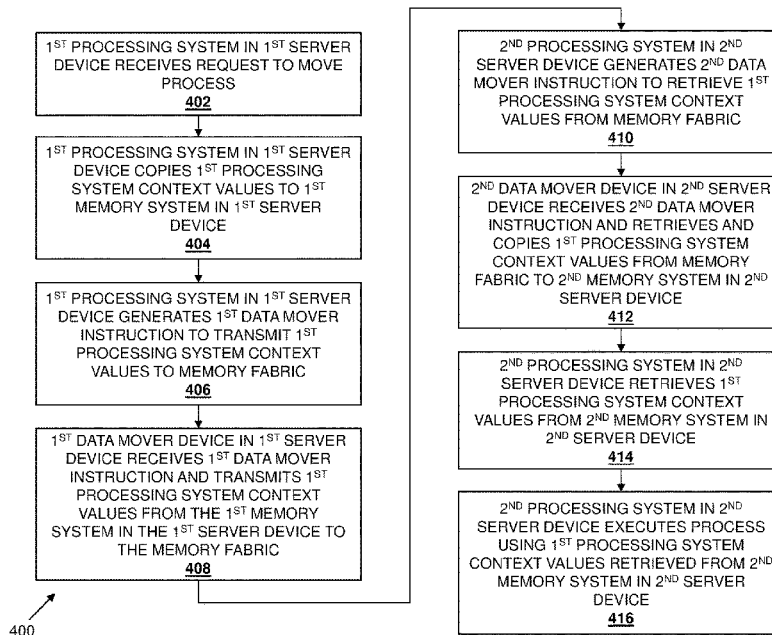 1ST PROCESSING SYSTEM IN 1ST SERVER
DEVICE RECEIVES REQUEST TO MOVE
PROCESS
402
1ST PROCESSING SYSTEM IN 1ST SERVER
DEVICE COPIES 1ST PROCESSING
SYSTEM CONTEXT VALUES TO 1ST
MEMORY SYSTEM IN 1ST SERVER
DEVICE
404
1ST PROCESSING SYSTEM IN 1ST SERVER
DEVICE GENERATES 1ST DATA MOVER
INSTRUCTION TO TRANSMIT 1ST
PROCESSING SYSTEM CONTEXT
VALUES TO MEMORY FABRIC
406
1ST DATA MOVER DEVICE IN 1ST SERVER
DEVICE RECEIVES 1ST DATA MOVER
INSTRUCTION AND TRANSMITS 1ST
PROCESSING SYSTEM CONTEXT
VALUES FROM THE 1ST MEMORY
SYSTEM IN THE 1ST SERVER DEVICE TO
THE MEMORY FABRIC
408
400
2ND PROCESSING SYSTEM IN 2ND
SERVER DEVICE GENERATES 2ND DATA
MOVER INSTRUCTION TO RETRIEVE 1ST
PROCESSING SYSTEM CONTEXT
VALUES FROM MEMORY FABRIC
410
2ND DATA MOVER DEVICE IN 2ND SERVER
DEVICE RECEIVES 2ND DATA MOVER
INSTRUCTION AND RETRIEVES AND
COPIES 1ST PROCESSING SYSTEM
CONTEXT VALUES FROM MEMORY
FABRIC TO 2ND MEMORY SYSTEM IN 2ND
SERVER DEVICE
412
2ND PROCESSING SYSTEM IN 2ND
SERVER DEVICE RETRIEVES 1ST
PROCESSING SYSTEM CONTEXT
VALUES FROM 2ND MEMORY SYSTEM IN
2ND SERVER DEVICE
414
2ND PROCESSING SYSTEM IN 2ND
SERVER DEVICE EXECUTES PROCESS
USING 1ST PROCESSING SYSTEM
CONTEXT VALUES RETRIEVED FROM 2ND
MEMORY SYSTEM IN 2ND SERVER
DEVICE
416